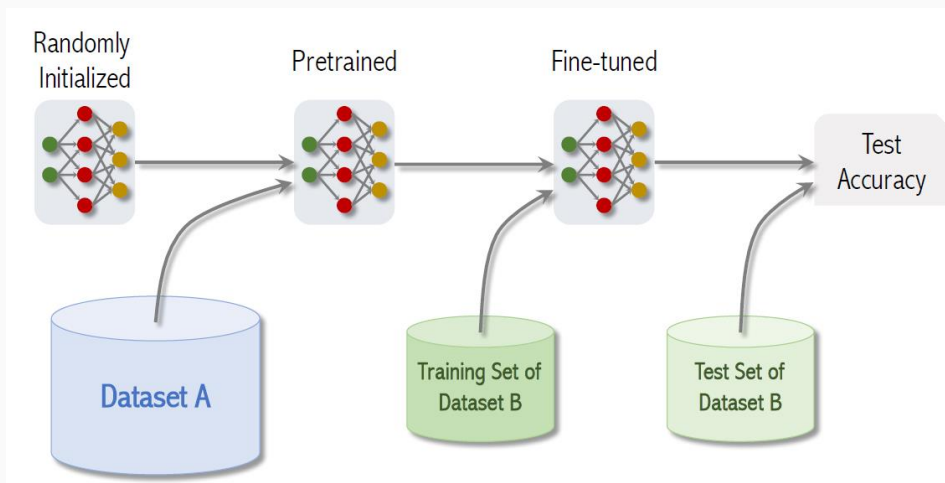 Randomly
Initialized
Pretrained
Fine-tuned
Test
Accuracy
Dataset A
Training Set of
Dataset B
Test Set of
Dataset B